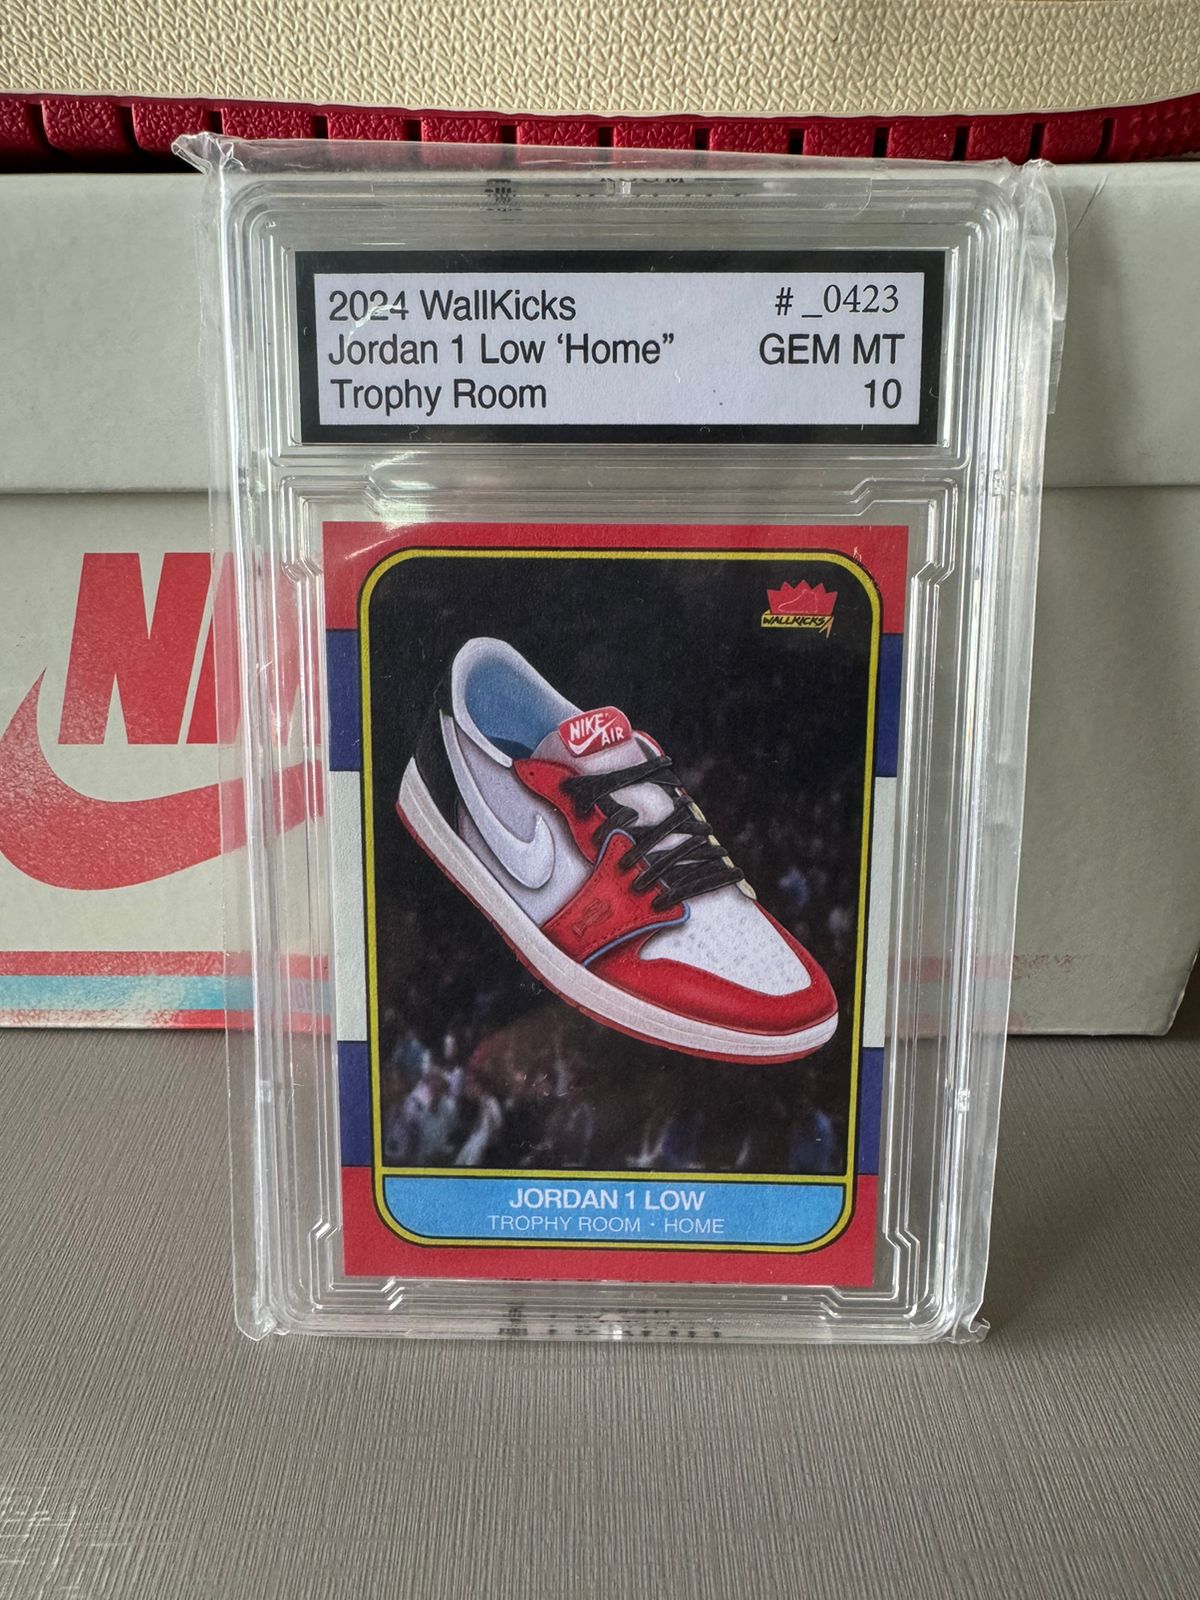 2024 WallKicks
Jordan 1 Low ‘Home”
Trophy Room
# _0423
GEM MT
10
WALLKICKS
NIKE
AIR
JORDAN 1 LOW
TROPHY ROOM · HOME